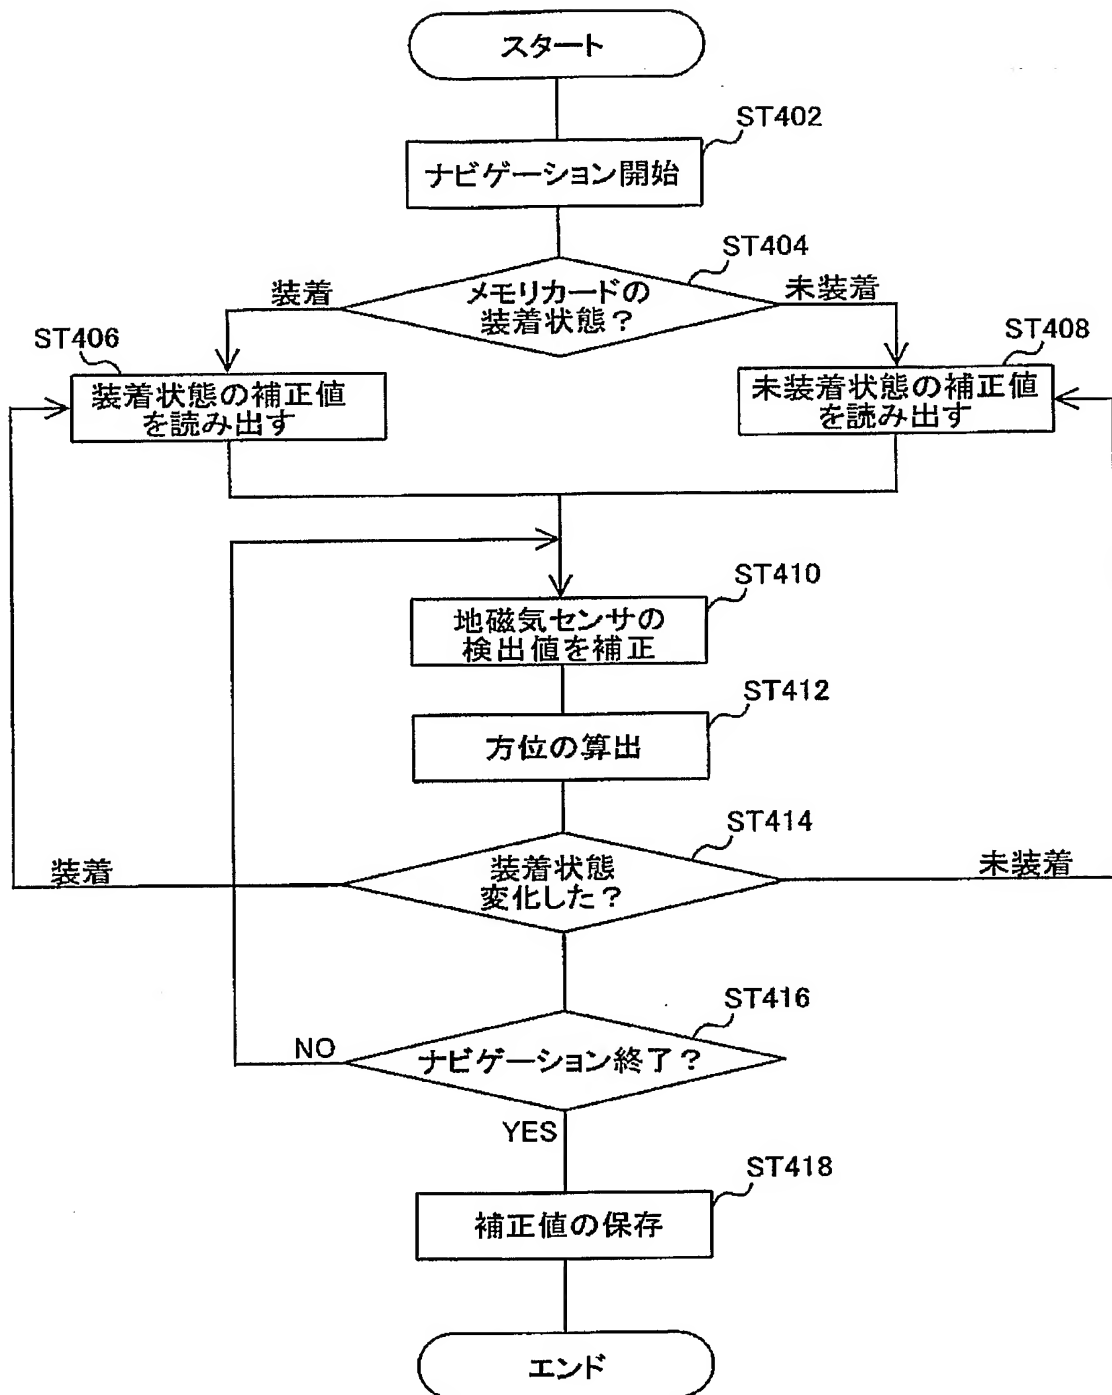 スタート
ST402
ナビゲーション開始
ST404
メモリカードの
装着状態？
装着
未装着
ST406
装着状態の補正値
を読み出す
ST408
未装着状態の補正値
を読み出す
ST410
地磁気センサの
検出値を補正
ST412
方位の算出
ST414
装着状態
変化した？
装着
未装着
ST416
ナビゲーション終了？
NO
YES
ST418
補正値の保存
エンド